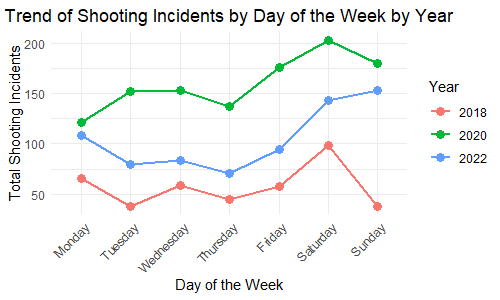 Trend of Shooting Incidents by Day of the Week by Year
Total Shooting Incidents
200
150
100
50
Monday
Tuesday
Wednesday
Thursday
Friday
Saturday
Sunday
Day of the Week
Year
2018
2020
2022